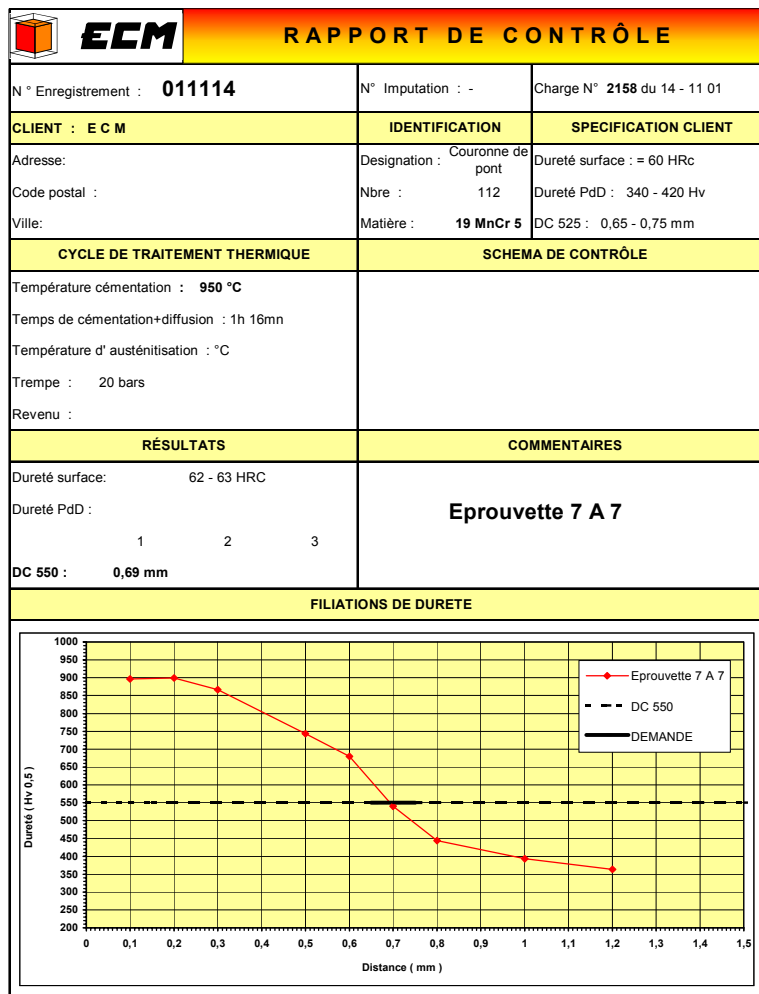 ECM
RAPPORT DE CONTRÔLE
N ° Enregistrement : 011114
N° Imputation : -
Charge N° 2158 du 14 - 11 01
CLIENT : E C M
IDENTIFICATION
SPECIFICATION CLIENT
Adresse:
Designation : Couronne de pont
Dureté surface : = 60 HRc
Code postal :
Nbre : 112
Dureté PdD : 340 - 420 Hv
Ville:
Matière : 19 MnCr 5
DC 525 : 0,65 - 0,75 mm
CYCLE DE TRAITEMENT THERMIQUE
SCHEMA DE CONTRÔLE
Température cémentation : 950 °C
Temps de cémentation+diffusion : 1h 16mn
Température d' austénitisation : °C
Trempe : 20 bars
Revenu :
RÉSULTATS
COMMENTAIRES
Dureté surface: 62 - 63 HRC
Dureté PdD :
1 2 3
DC 550 : 0,69 mm
Eprouvette 7 A 7
FILIATIONS DE DURETE
Dureté ( Hv 0,5 )
1000
950
900
850
800
750
700
650
600
550
500
450
400
350
300
250
200
Eprouvette 7 A 7
DC 550
DEMANDE
0 0,1 0,2 0,3 0,4 0,5 0,6 0,7 0,8 0,9 1 1,1 1,2 1,3 1,4 1,5
Distance ( mm )